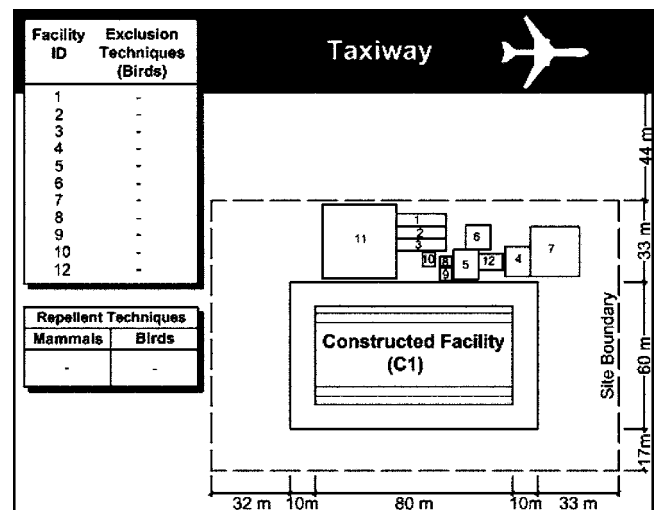 Facility ID Exclusion Techniques (Birds)
1 -
2 -
3 -
4 -
5 -
6 -
7 -
8 -
9 -
10 -
12 -
Repellent Techniques
Mammals Birds
- -
Taxiway
44 m
33 m
60 m
17m
Site Boundary
11
1
2
3
10
8
9
5
6
12
4
7
Constructed Facility
(C1)
32 m 10m 80 m 10m 33 m